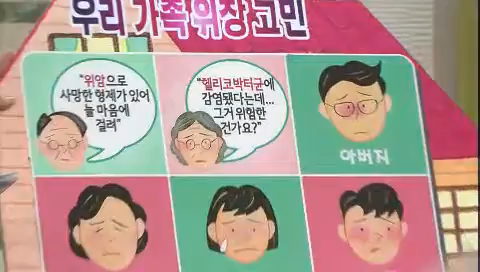 우리 가족 위장 고민
"위암으로
사망한 형제가 있어
늘 마음에
걸려"
"헬리코박터균에
감염됐다는데...
그거 위험한
건가요?"
아버지